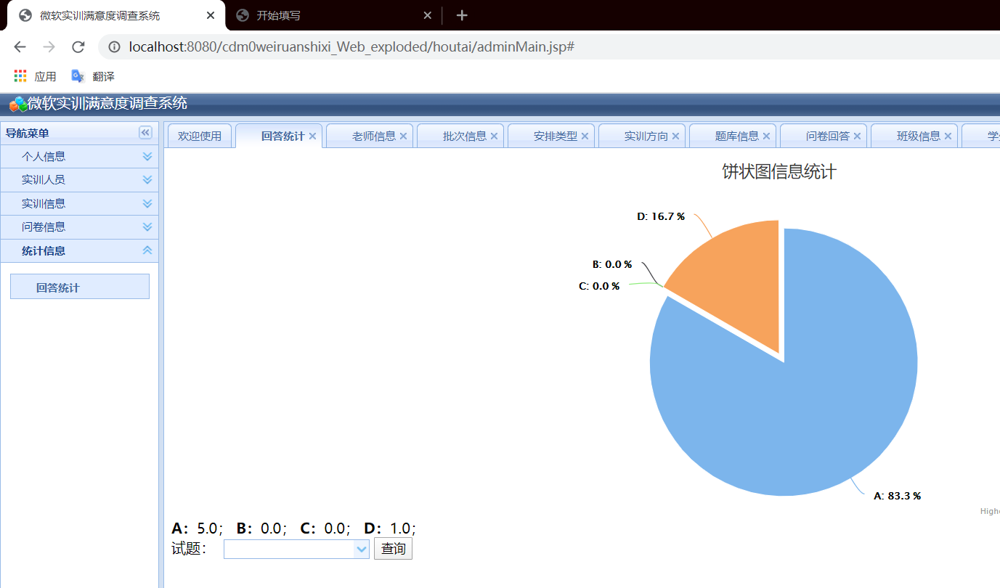 微软实训满意度调查系统
开始填写
localhost:8080/cdm0weiruanshixi_Web_exploded/houtai/adminMain.jsp#
应用 翻译
微软实训满意度调查系统
导航菜单
个人信息
实训人员
实训信息
问卷信息
统计信息
回答统计
欢迎使用 回答统计 老师信息 批次信息 安排类型 实训方向 题库信息 问卷回答 班级信息
饼状图信息统计
D: 16.7 %
B: 0.0 %
C: 0.0 %
A: 83.3 %
A：5.0； B：0.0； C：0.0； D：1.0；
试题： 查询